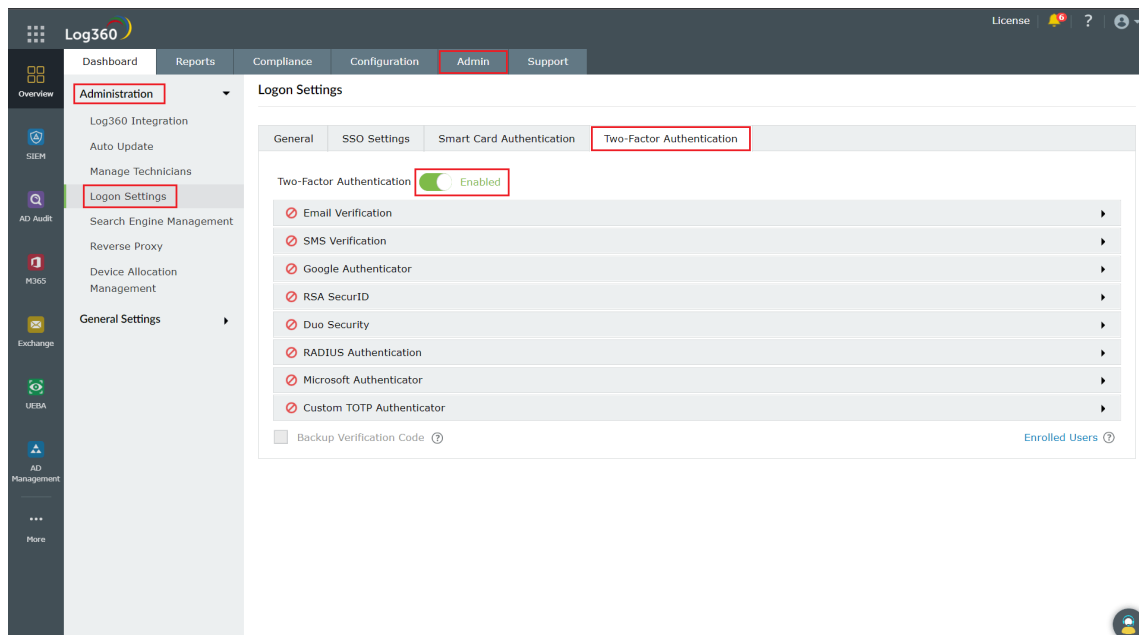 Log360
License
6
?
Dashboard
Reports
Compliance
Configuration
Admin
Support
Overview
SIEM
AD Audit
M365
Exchange
UEBA
AD
Management
More
Administration
Log360 Integration
Auto Update
Manage Technicians
Logon Settings
Search Engine Management
Reverse Proxy
Device Allocation
Management
General Settings
Logon Settings
General
SSO Settings
Smart Card Authentication
Two-Factor Authentication
Two-Factor Authentication Enabled
Email Verification
SMS Verification
Google Authenticator
RSA SecurID
Duo Security
RADIUS Authentication
Microsoft Authenticator
Custom TOTP Authenticator
Backup Verification Code ?
Enrolled Users ?